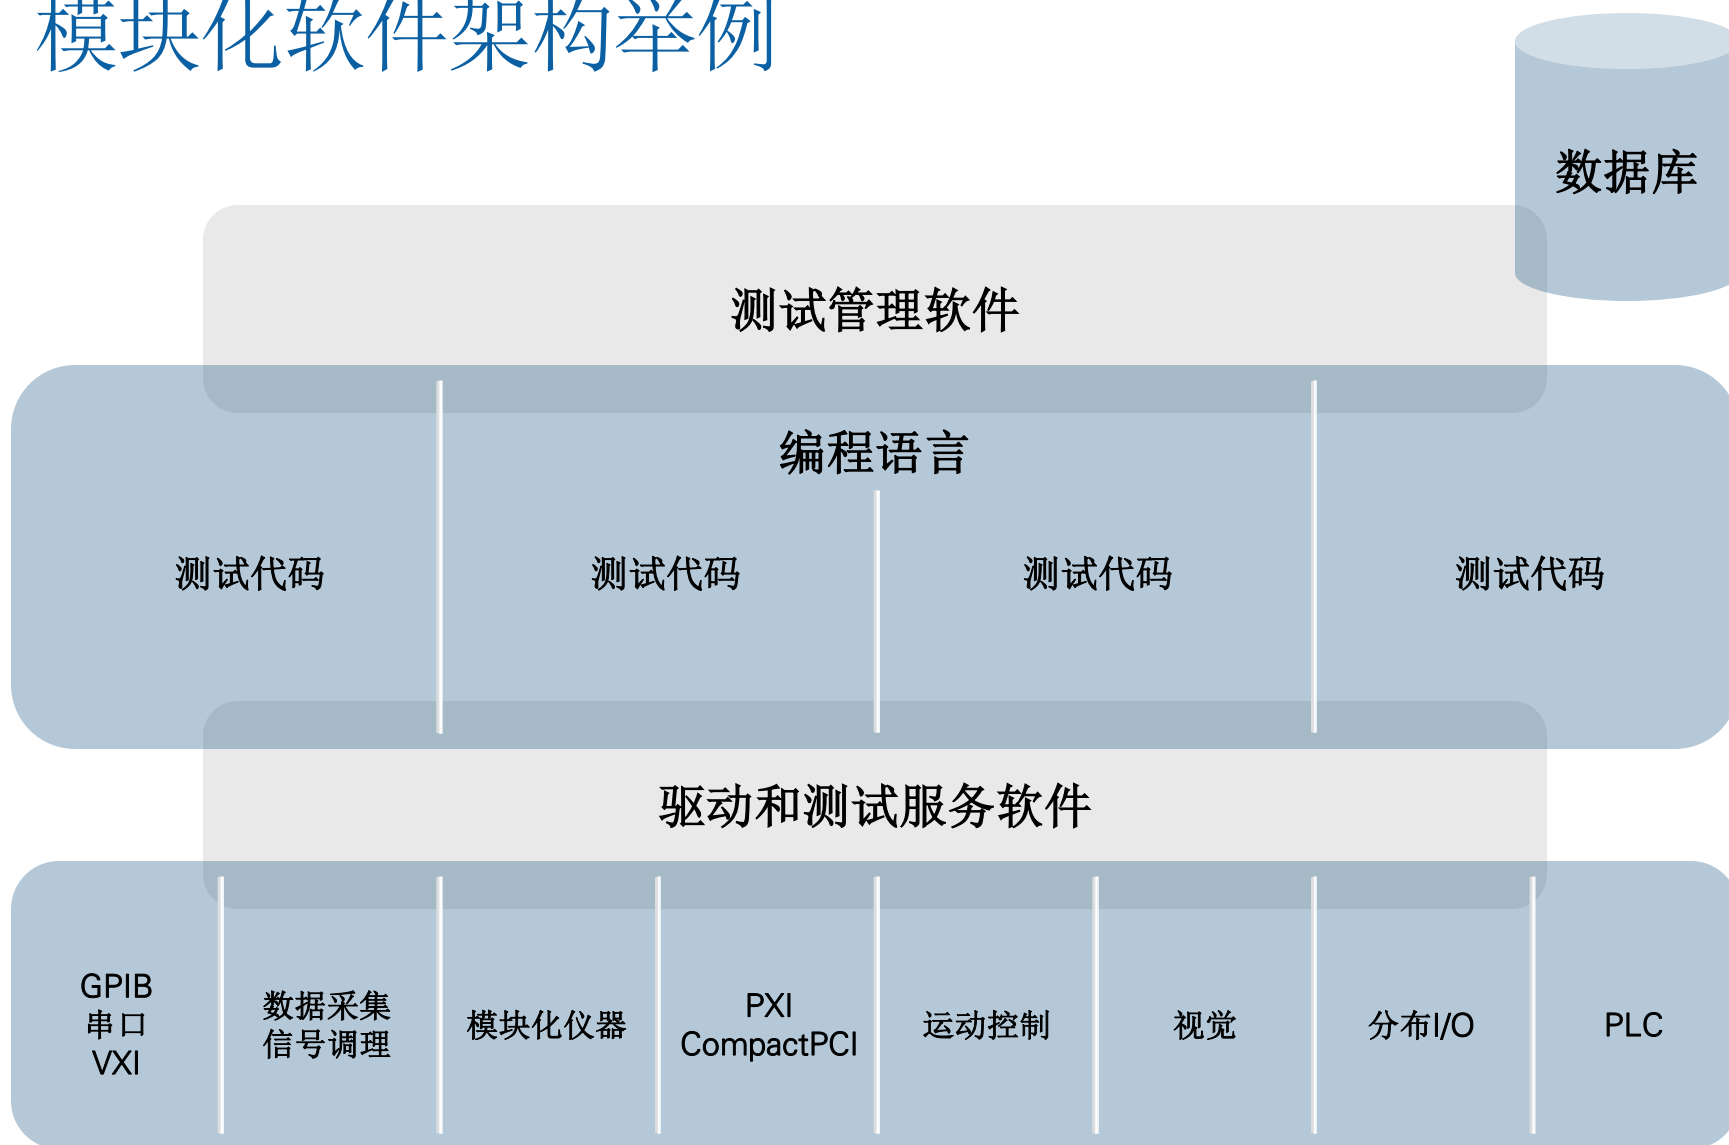 模块化软件架构举例
数据库
测试管理软件
编程语言
测试代码
测试代码
测试代码
测试代码
驱动和测试服务软件
GPIB
串口
VXI
数据采集
信号调理
模块化仪器
PXI
CompactPCI
运动控制
视觉
分布I/O
PLC